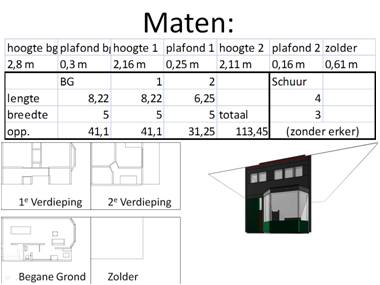 Maten:
hoogte bg plafond bg hoogte 1 plafond 1 hoogte 2 plafond 2 zolder
2,8 m 0,3 m 2,16 m 0,25 m 2,11 m 0,16 m 0,61 m
BG 1 2 Schuur
lengte 8,22 8,22 6,25 4
breedte 5 5 5 totaal 3
opp. 41,1 41,1 31,25 113,45 (zonder erker)
1e Verdieping 2e Verdieping
Begane Grond Zolder